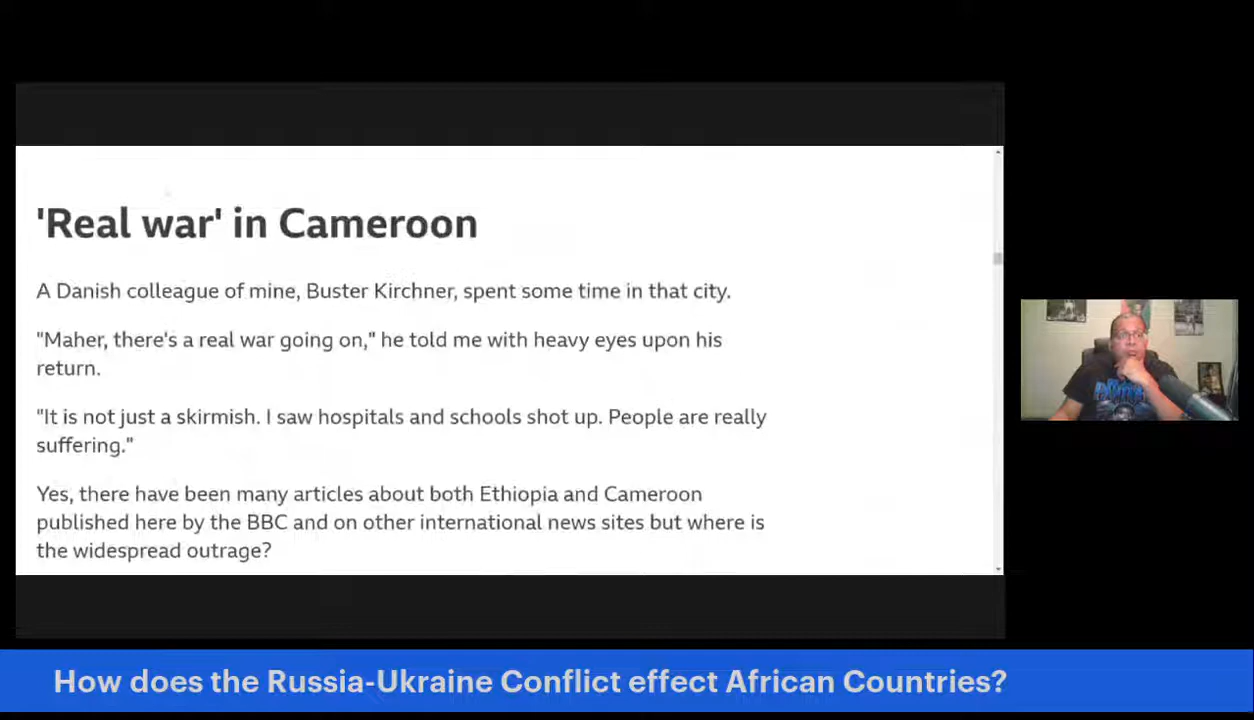 'Real war' in Cameroon
A Danish colleague of mine, Buster Kirchner, spent some time in that city.
"Maher, there's a real war going on," he told me with heavy eyes upon his
return.
"It is not just a skirmish. I saw hospitals and schools shot up. People are really
suffering."
Yes, there have been many articles about both Ethiopia and Cameroon
published here by the BBC and on other international news sites but where is
the widespread outrage?
How does the Russia-Ukraine Conflict effect African Countries?